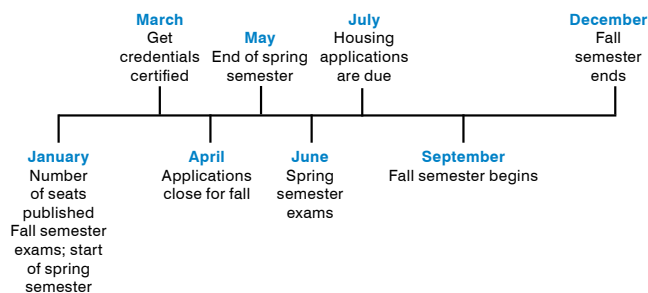 March
Get
credentials
certified
May
End of spring
semester
July
Housing
applications
are due
December
Fall
semester
ends
January
Number
of seats
published
Fall semester
exams; start
of spring
semester
April
Applications
close for fall
June
Spring
semester
exams
September
Fall semester begins